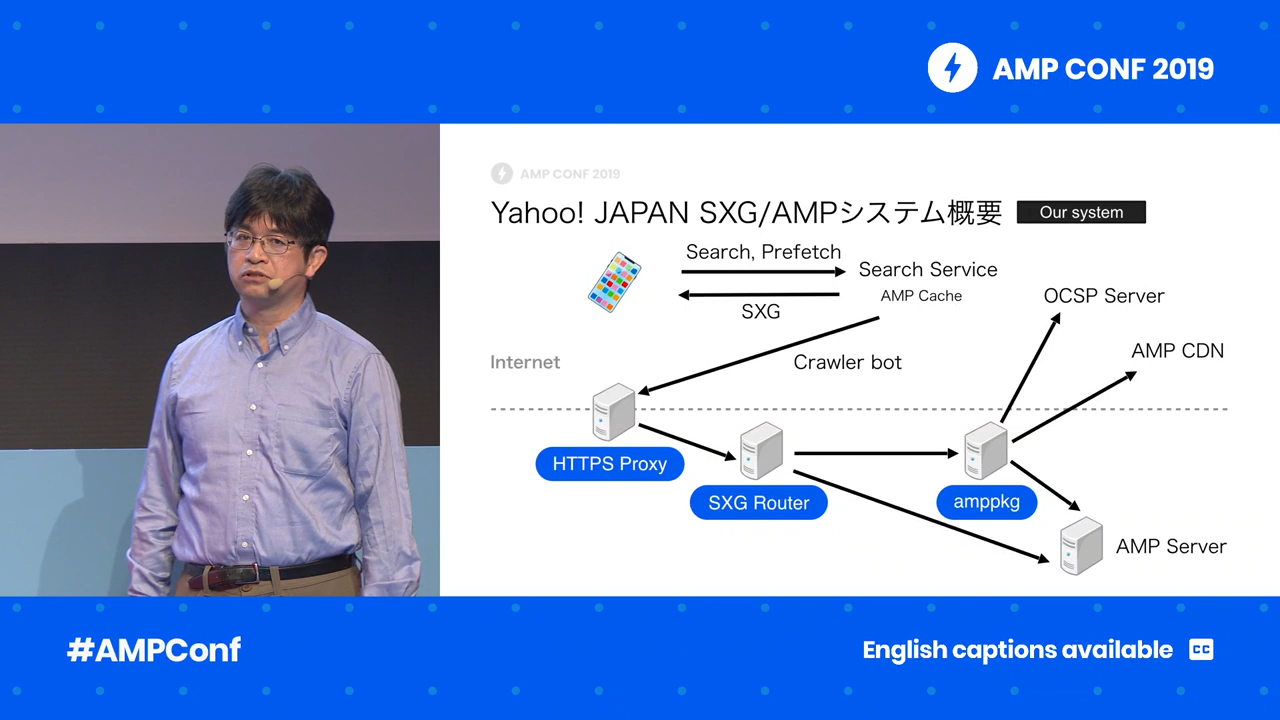 AMP CONF 2019
AMP CONF 2019
Yahoo! JAPAN SXG/AMPシステム概要
Our system
Search, Prefetch
Search Service
AMP Cache
SXG
OCSP Server
Internet
Crawler bot
AMP CDN
HTTPS Proxy
SXG Router
amppkg
AMP Server
#AMPConf
English captions available
CC